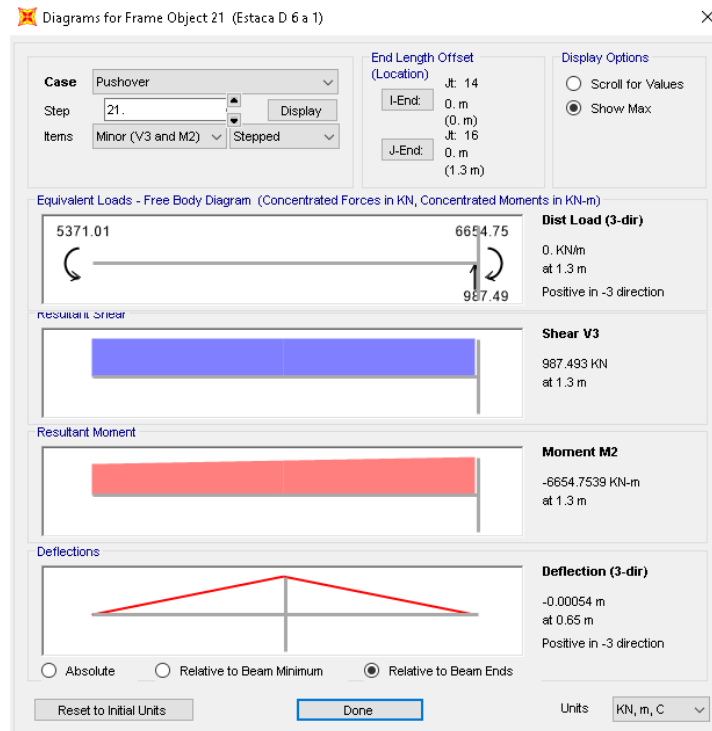 Diagrams for Frame Object 21 (Estaca D 6 a 1)
Case Pushover
Step 21. Display
Items Minor (V3 and M2) Stepped
End Length Offset
(Location)
I-End: Jt: 14
0. m
(0. m)
J-End: Jt: 16
0. m
(1.3 m)
Display Options
Scroll for Values
Show Max
Equivalent Loads - Free Body Diagram (Concentrated Forces in KN, Concentrated Moments in KN-m)
5371.01
6654.75
987.49
Dist Load (3-dir)
0. KN/m
at 1.3 m
Positive in -3 direction
Resultant Shear
Shear V3
987.493 KN
at 1.3 m
Resultant Moment
Moment M2
-6654.7539 KN-m
at 1.3 m
Deflections
Deflection (3-dir)
-0.00054 m
at 0.65 m
Positive in -3 direction
Absolute Relative to Beam Minimum Relative to Beam Ends
Reset to Initial Units Done Units KN, m, C